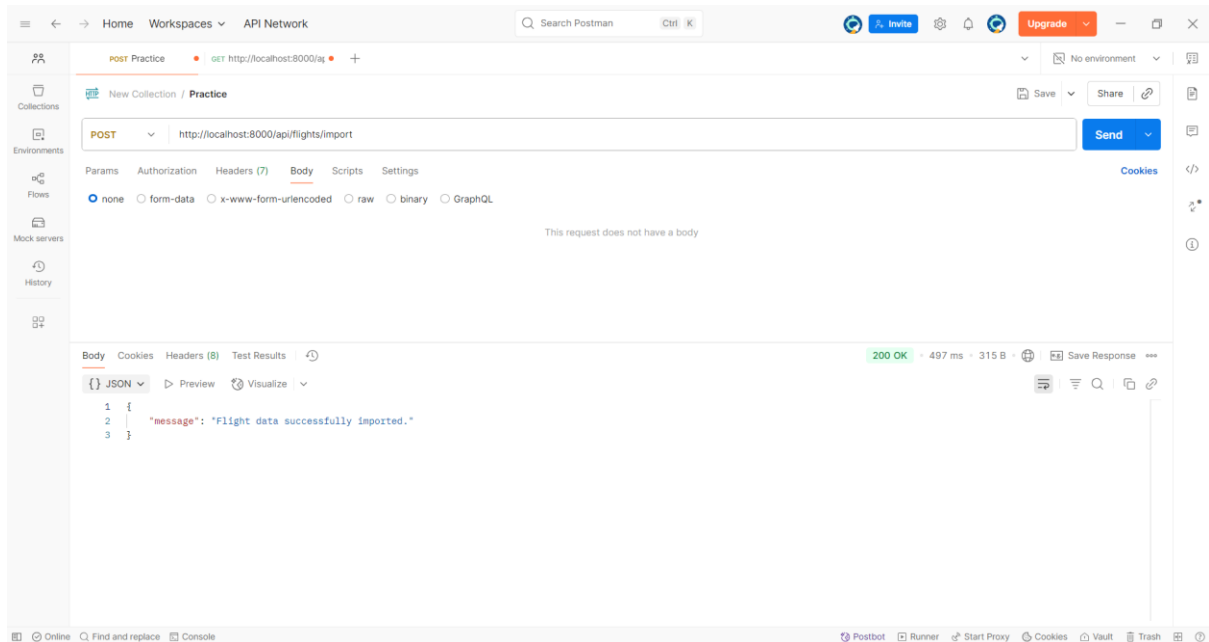 Home Workspaces API Network Search Postman Ctrl K Invite Upgrade
POST Practice GET http://localhost:8000/ap No environment
New Collection / Practice Save Share
Collections
Environments
Flows
Mock servers
History
POST http://localhost:8000/api/flights/import Send
Params Authorization Headers (7) Body Scripts Settings Cookies
none form-data x-www-form-urlencoded raw binary GraphQL
This request does not have a body
Body Cookies Headers (8) Test Results 200 OK 497 ms 315 B Save Response
{} JSON Preview Visualize
1 {
2 "message": "Flight data successfully imported."
3 }
Online Find and replace Console Postbot Runner Start Proxy Cookies Vault Trash